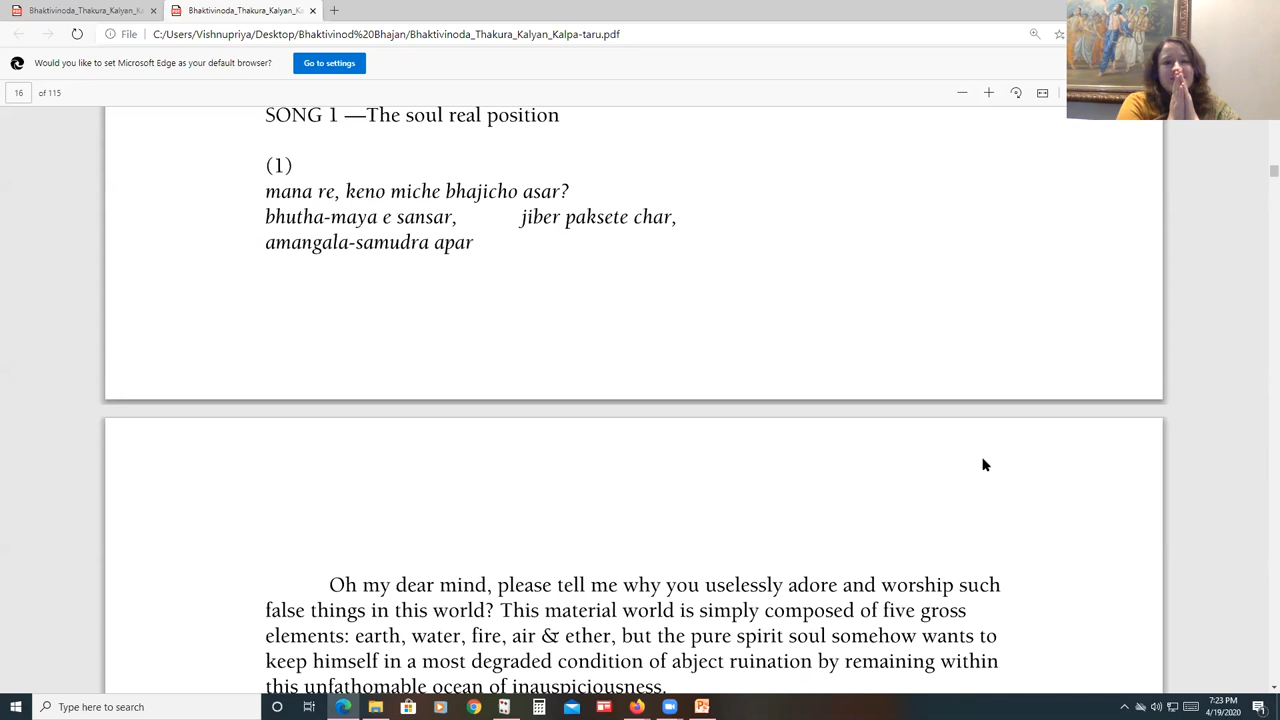 Bhaktivinoda_Thakura_Kalyan_Ka
Bhaktivinoda_Thakura_Kalyan_Ka
File
C:/Users/Vishnupriya/Desktop/Bhaktivinod%20Bhajan/Bhaktivinoda_Thakura_Kalyan_Kalpa-taru.pdf
Would you like to set Microsoft Edge as your default browser?
Go to settings
16 of 115
SONG 1 —The soul real position
(1)
mana re, keno miche bhajicho asar?
bhutha-maya e sansar, jiber paksete char,
amangala-samudra apar
Oh my dear mind, please tell me why you uselessly adore and worship such
false things in this world? This material world is simply composed of five gross
elements: earth, water, fire, air & ether, but the pure spirit soul somehow wants to
keep himself in a most degraded condition of abject ruination by remaining within
this unfathomable ocean of inauspiciousness.
Type here to search
7:23 PM
4/19/2020